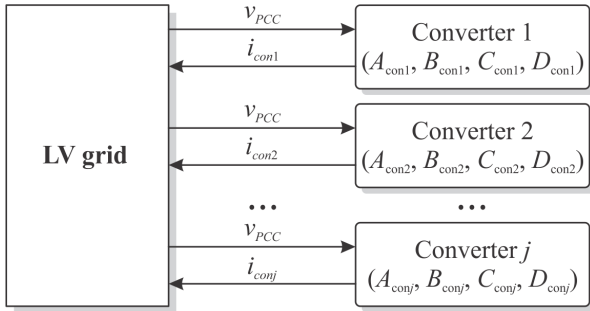 LV grid
v_PCC
i_con1
Converter 1
(A_con1, B_con1, C_con1, D_con1)
v_PCC
i_con2
Converter 2
(A_con2, B_con2, C_con2, D_con2)
... ...
v_PCC
i_conj
Converter j
(A_conj, B_conj, C_conj, D_conj)